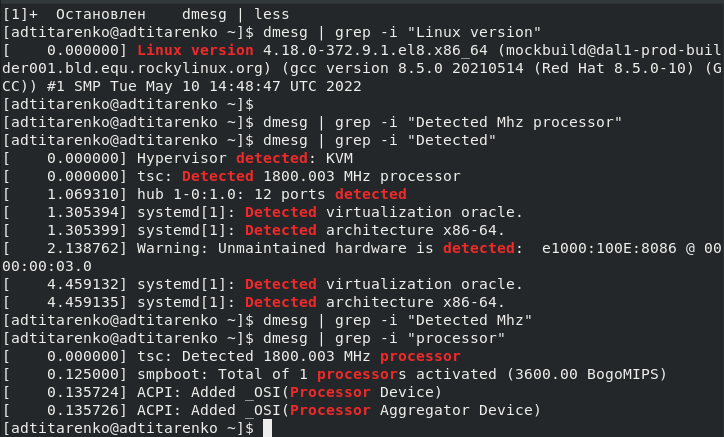 [1]+  Остановлен    dmesg | less
[adtitarenko@adtitarenko ~]$ dmesg | grep -i "Linux version"
[    0.000000] Linux version 4.18.0-372.9.1.el8.x86_64 (mockbuild@dal1-prod-buil
der001.bld.equ.rockylinux.org) (gcc version 8.5.0 20210514 (Red Hat 8.5.0-10) (G
CC)) #1 SMP Tue May 10 14:48:47 UTC 2022
[adtitarenko@adtitarenko ~]$
[adtitarenko@adtitarenko ~]$ dmesg | grep -i "Detected Mhz processor"
[adtitarenko@adtitarenko ~]$ dmesg | grep -i "Detected"
[    0.000000] Hypervisor detected: KVM
[    0.000000] tsc: Detected 1800.003 MHz processor
[    1.069310] hub 1-0:1.0: 12 ports detected
[    1.305394] systemd[1]: Detected virtualization oracle.
[    1.305399] systemd[1]: Detected architecture x86-64.
[    2.138762] Warning: Unmaintained hardware is detected:  e1000:100E:8086 @ 00
00:00:03.0
[    4.459132] systemd[1]: Detected virtualization oracle.
[    4.459135] systemd[1]: Detected architecture x86-64.
[adtitarenko@adtitarenko ~]$ dmesg | grep -i "Detected Mhz"
[adtitarenko@adtitarenko ~]$ dmesg | grep -i "processor"
[    0.000000] tsc: Detected 1800.003 MHz processor
[    0.125000] smpboot: Total of 1 processors activated (3600.00 BogoMIPS)
[    0.135724] ACPI: Added _OSI(Processor Device)
[    0.135726] ACPI: Added _OSI(Processor Aggregator Device)
[adtitarenko@adtitarenko ~]$